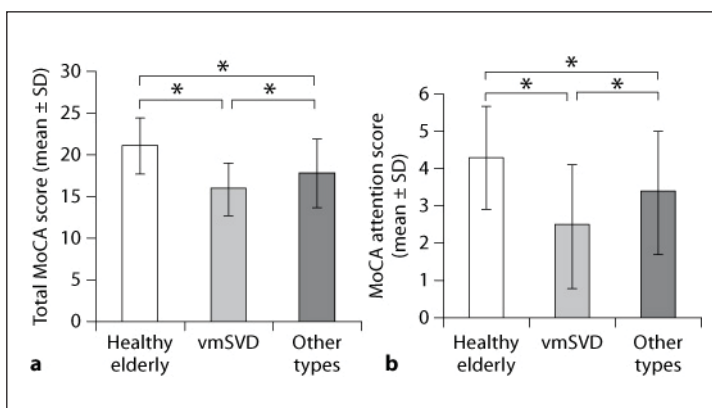 *
*
*
30
25
20
15
10
5
0
Total MoCA score (mean ± SD)
Healthy
elderly
vmSVD
Other
types
a
*
*
*
6
5
4
3
2
1
0
MoCA attention score
(mean ± SD)
Healthy
elderly
vmSVD
Other
types
b